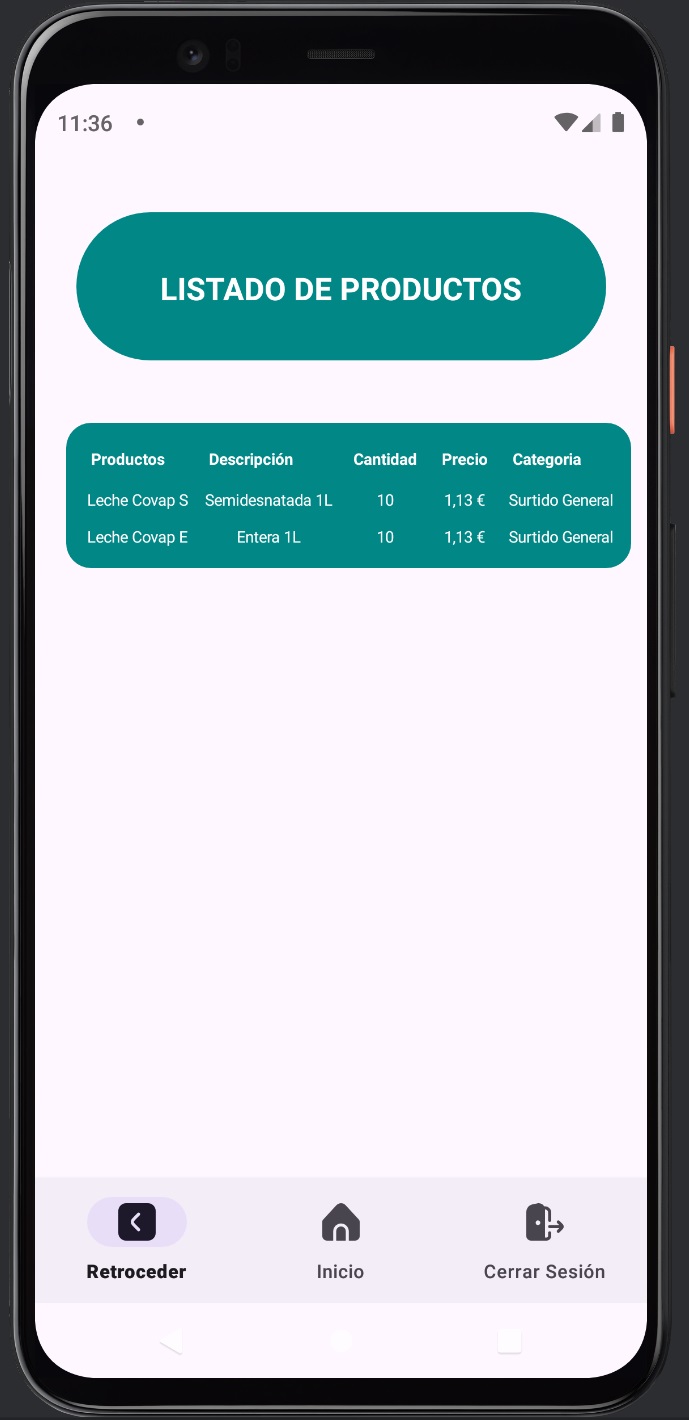 11:36
LISTADO DE PRODUCTOS
Productos Descripción Cantidad Precio Categoria
Leche Covap S Semidesnatada 1L 10 1,13 € Surtido General
Leche Covap E Entera 1L 10 1,13 € Surtido General
Retroceder Inicio Cerrar Sesión